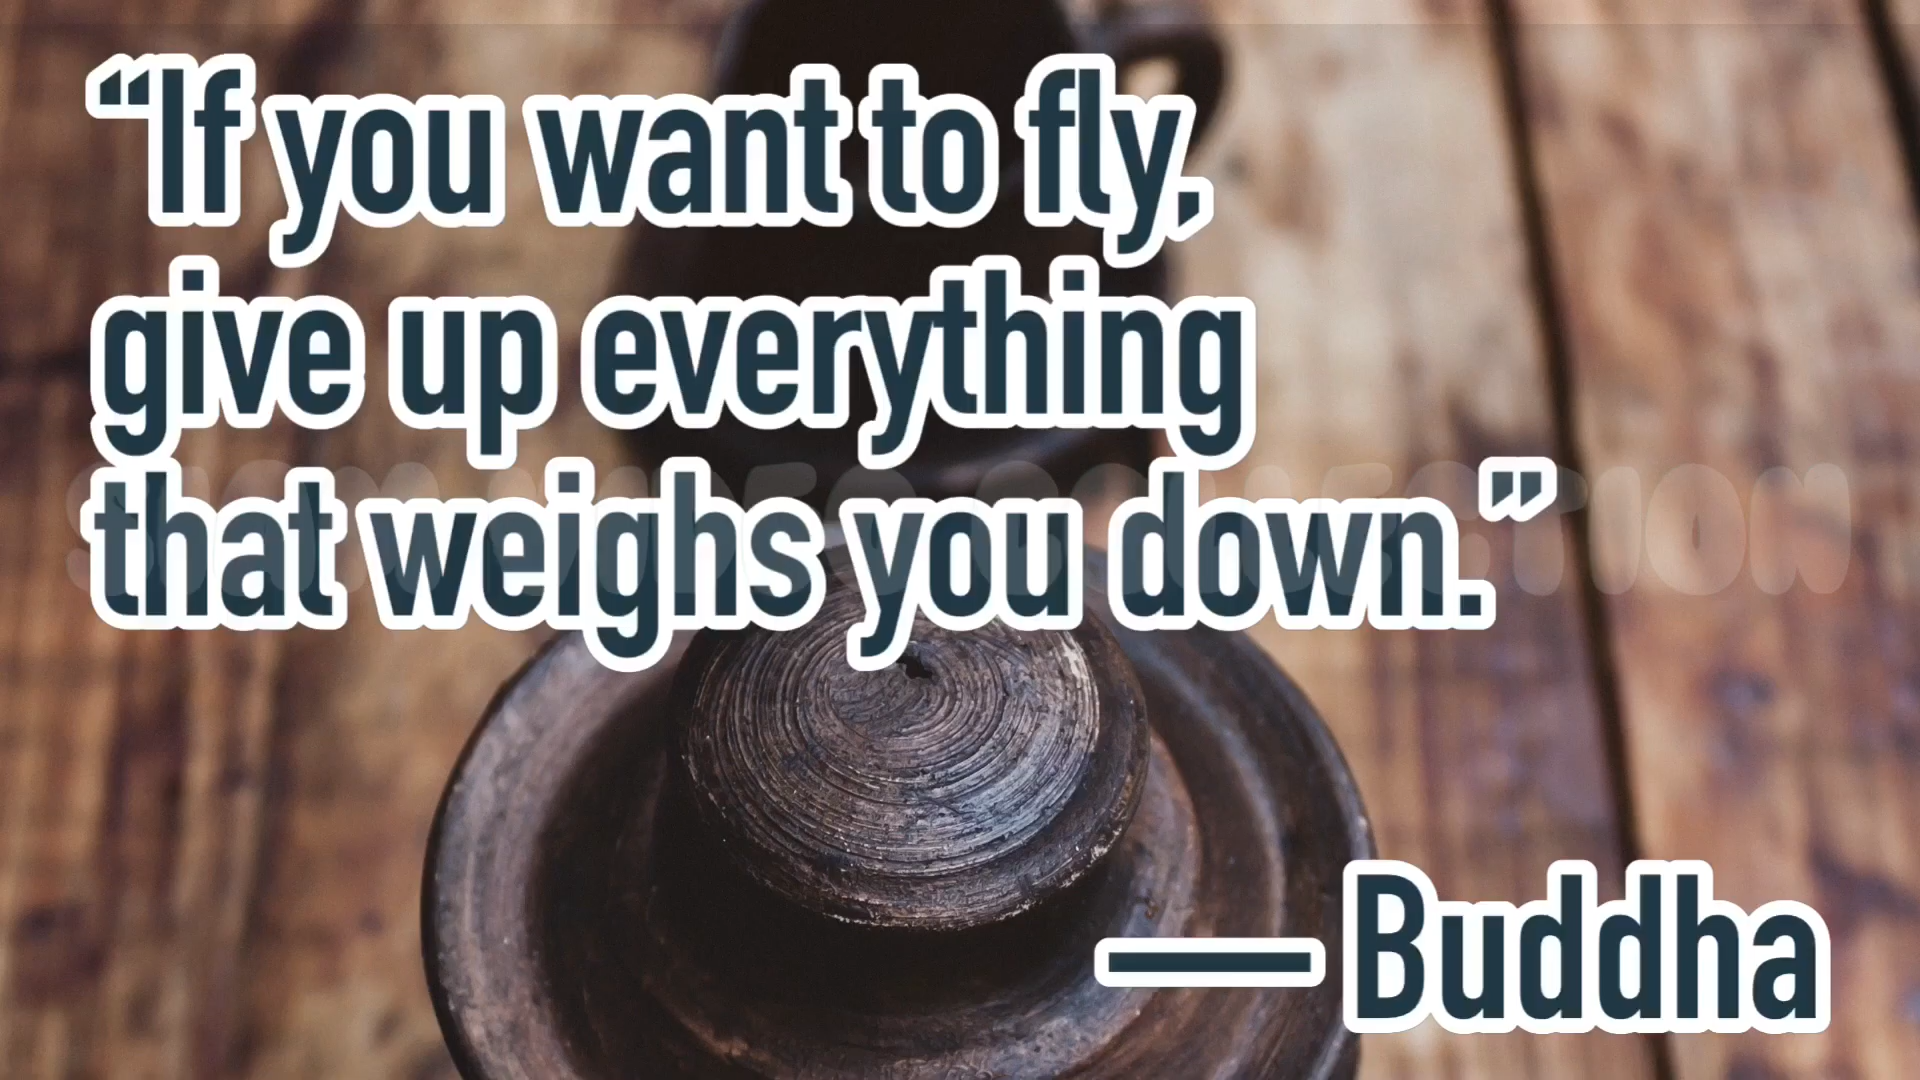 “If you want to fly,
give up everything
that weighs you down.”
— Buddha